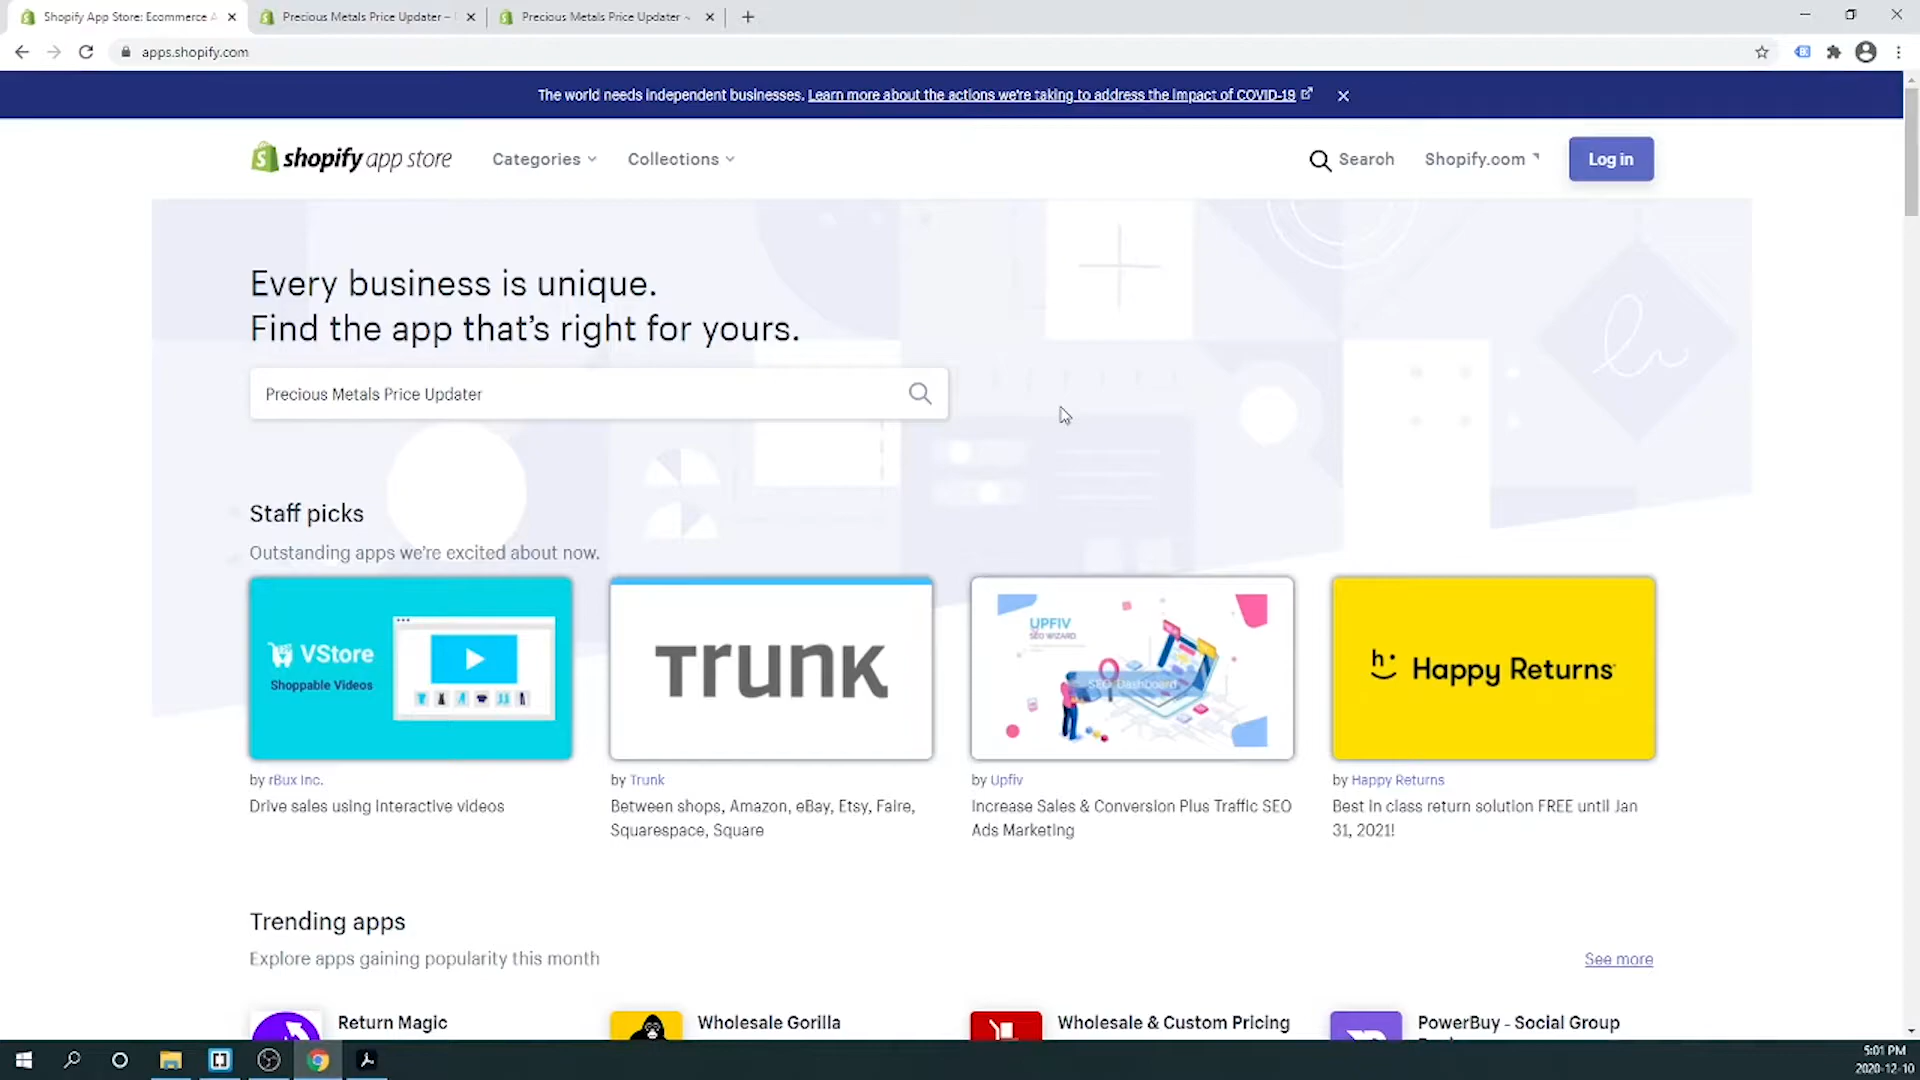 Shopify App Store: Ecommerce A
Precious Metals Price Updater –
Precious Metals Price Updater
apps.shopify.com
The world needs independent businesses. Learn more about the actions we're taking to address the impact of COVID-19
shopify app store
Categories
Collections
Search
Shopify.com
Log in
Every business is unique.
Find the app that's right for yours.
Precious Metals Price Updater
Staff picks
Outstanding apps we're excited about now.
VStore
Shoppable Videos
Trunk
UPFIV
SEO WIZARD
SEO Dashboard
h
Happy Returns
by rBux Inc.
Drive sales using interactive videos
by Trunk
Between shops, Amazon, eBay, Etsy, Faire,
Squarespace, Square
by Upfiv
Increase Sales & Conversion Plus Traffic SEO
Ads Marketing
by Happy Returns
Best in class return solution FREE until Jan
31, 2021!
Trending apps
Explore apps gaining popularity this month
See more
Return Magic
Wholesale Gorilla
Wholesale & Custom Pricing
PowerBuy - Social Group
5:01 PM
2020-12-10